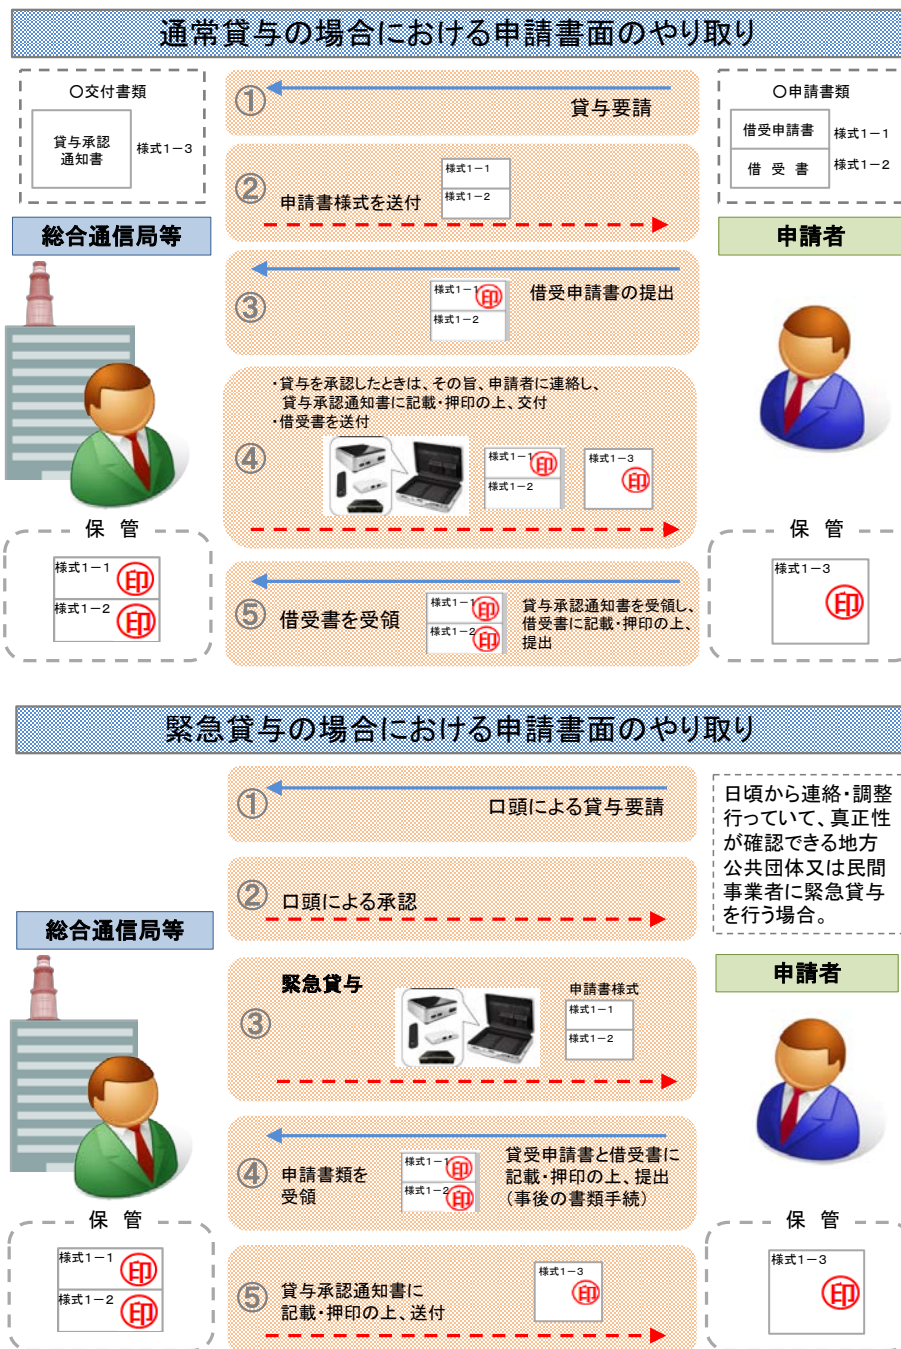 通常貸与の場合における申請書面のやり取り
〇交付書類
貸与承認
通知書
様式1-3
総合通信局等
①
貸与要請
②
申請書様式を送付
様式1-1
様式1-2
③
様式1-1
印
様式1-2
借受申請書の提出
・貸与を承認したときは、その旨、申請者に連絡し、
貸与承認通知書に記載・押印の上、交付
・借受書を送付
④
様式1-1
印
様式1-2
様式1-3
印
⑤
借受書を受領
様式1-1
印
様式1-2
印
貸与承認通知書を受領し、
借受書に記載・押印の上、
提出
〇申請書類
借受申請書
様式1-1
借 受 書
様式1-2
申請者
保 管
様式1-1
印
様式1-2
印
保 管
様式1-3
印
緊急貸与の場合における申請書面のやり取り
①
口頭による貸与要請
②
口頭による承認
日頃から連絡・調整
行っていて、真正性
が確認できる地方
公共団体又は民間
事業者に緊急貸与
を行う場合。
総合通信局等
申請者
緊急貸与
③
申請書様式
様式1-1
様式1-2
④
申請書類を
受領
様式1-1
印
様式1-2
印
貸受申請書と借受書に
記載・押印の上、提出
(事後の書類手続)
⑤
貸与承認通知書に
記載・押印の上、送付
様式1-3
印
保 管
様式1-1
印
様式1-2
印
保 管
様式1-3
印